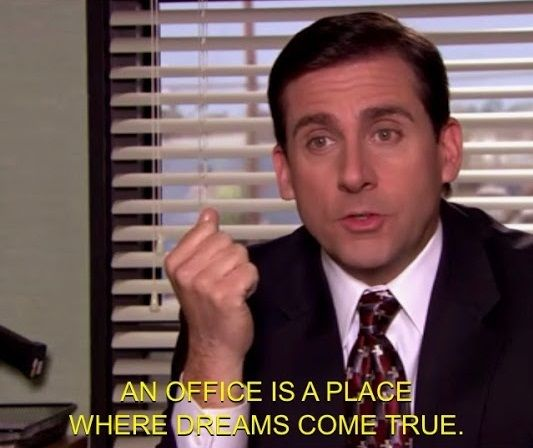 AN OFFICE IS A PLACE
WHERE DREAMS COME TRUE.